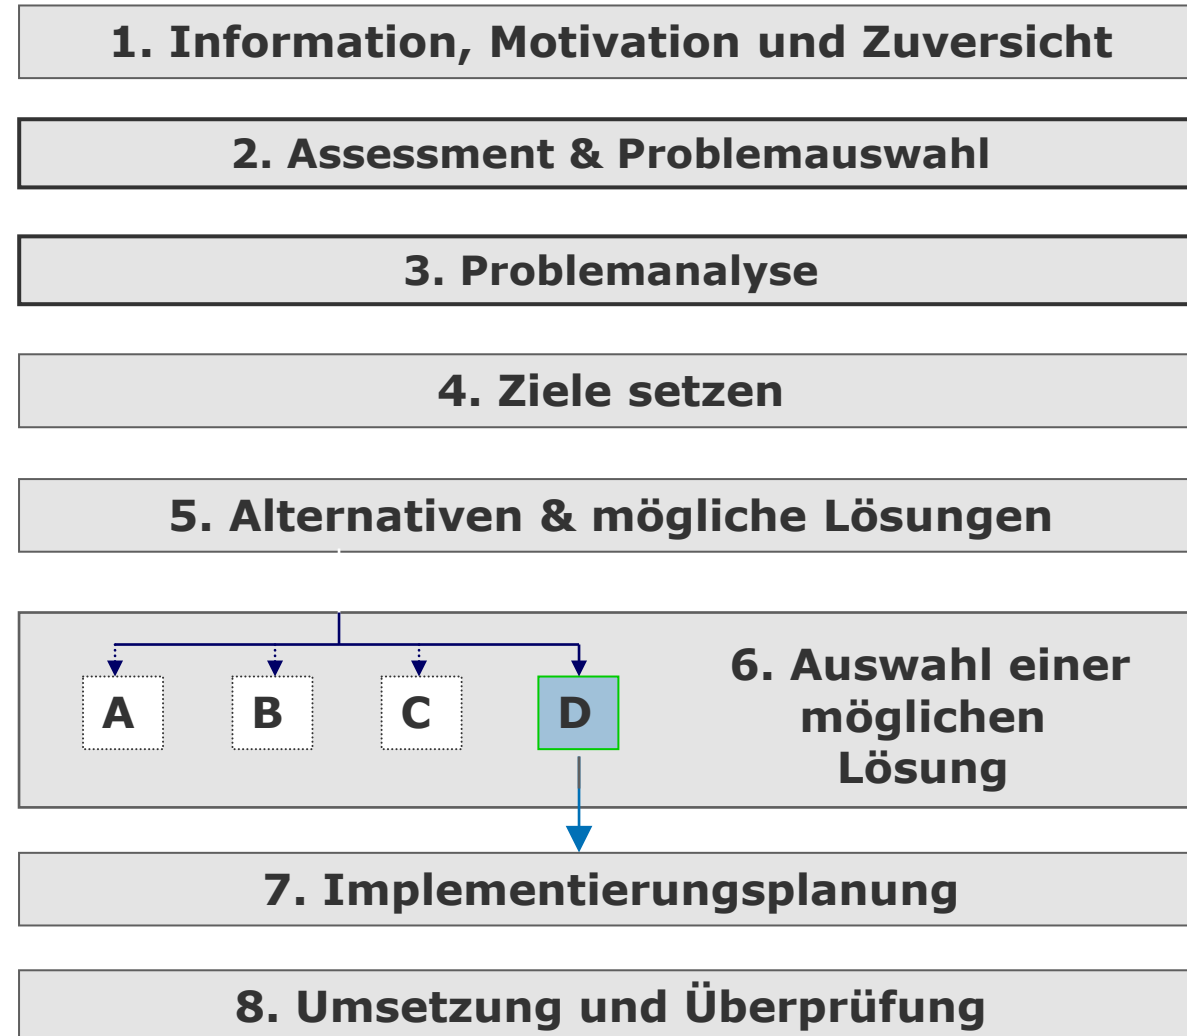 1. Information, Motivation und Zuversicht
2. Assessment & Problemauswahl
3. Problemanalyse
4. Ziele setzen
5. Alternativen & mögliche Lösungen
A B C D
6. Auswahl einer
möglichen
Lösung
7. Implementierungsplanung
8. Umsetzung und Überprüfung